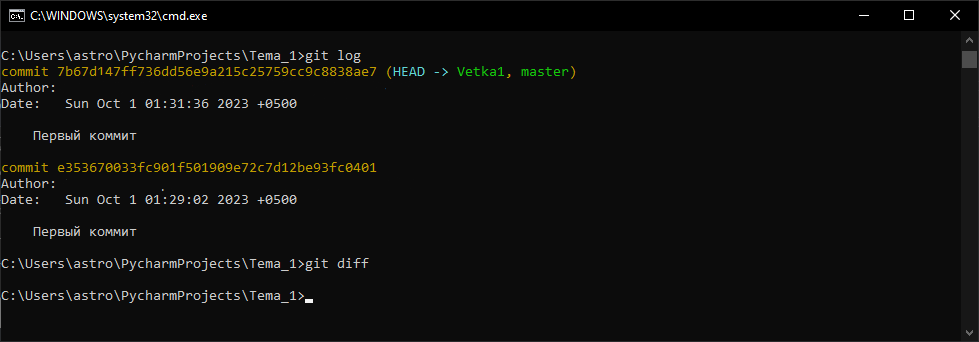 C:\WINDOWS\system32\cmd.exe
C:\Users\astro\PycharmProjects\Tema_1>git log
commit 7b67d147ff736dd56e9a215c25759cc9c8838ae7 (HEAD -> Vetka1, master)
Author:
Date:   Sun Oct 1 01:31:36 2023 +0500
Первый коммит
commit e353670033fc901f501909e72c7d12be93fc0401
Author:
Date:   Sun Oct 1 01:29:02 2023 +0500
Первый коммит
C:\Users\astro\PycharmProjects\Tema_1>git diff
C:\Users\astro\PycharmProjects\Tema_1>